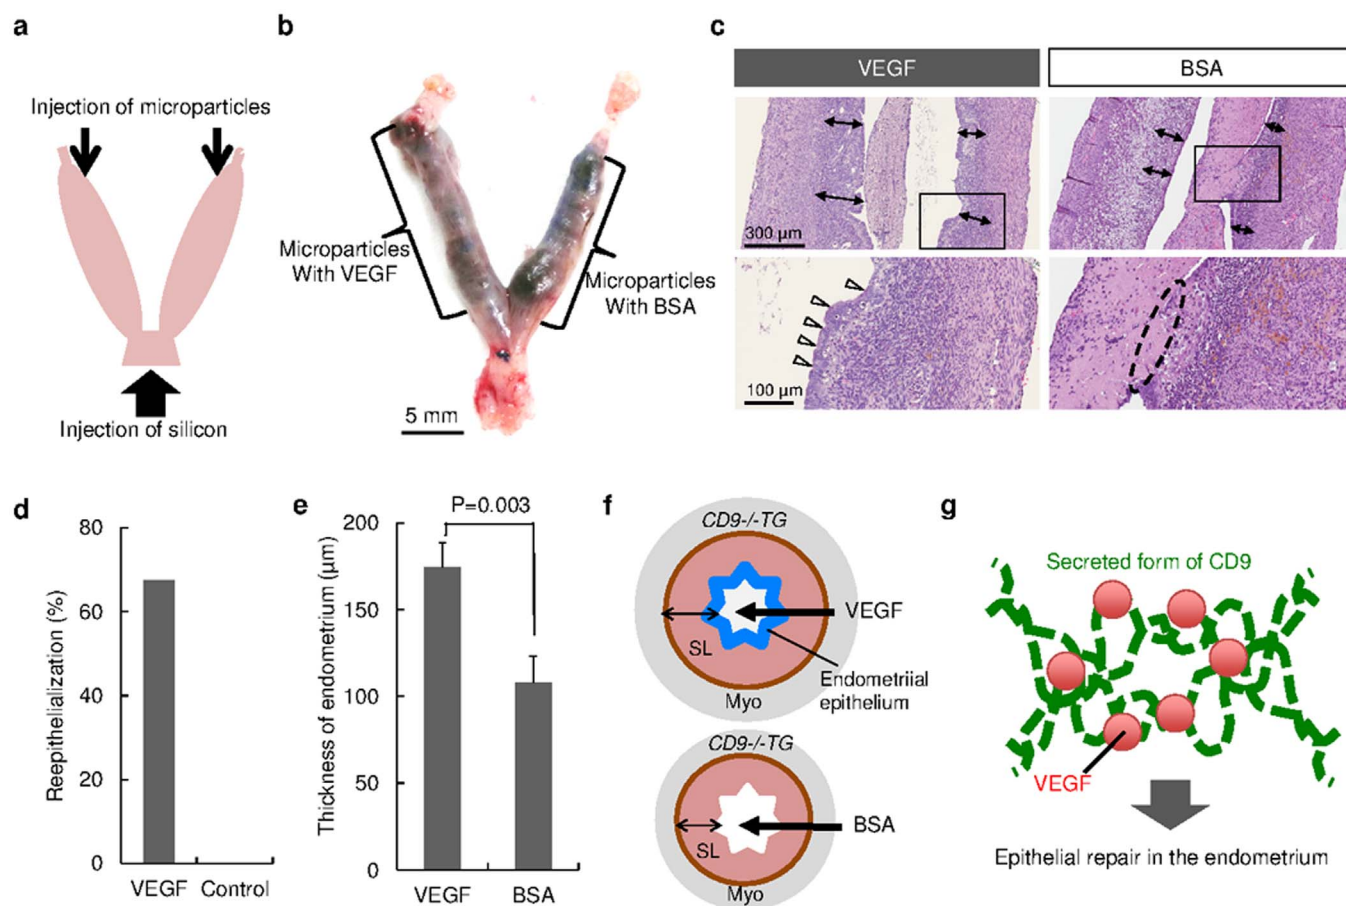 a
Injection of microparticles
Injection of silicon
b
Microparticles
With VEGF
Microparticles
With BSA
5 mm
c
VEGF
BSA
300 µm
100 µm
d
80
60
40
20
0
Reepithelialization (%)
VEGF
Control
e
P=0.003
200
150
100
50
0
Thickness of endometrium (µm)
VEGF
BSA
f
CD9-/-TG
VEGF
SL
Endometriial
epithelium
Myo
CD9-/-TG
BSA
SL
Myo
g
Secreted form of CD9
VEGF
Epithelial repair in the endometrium